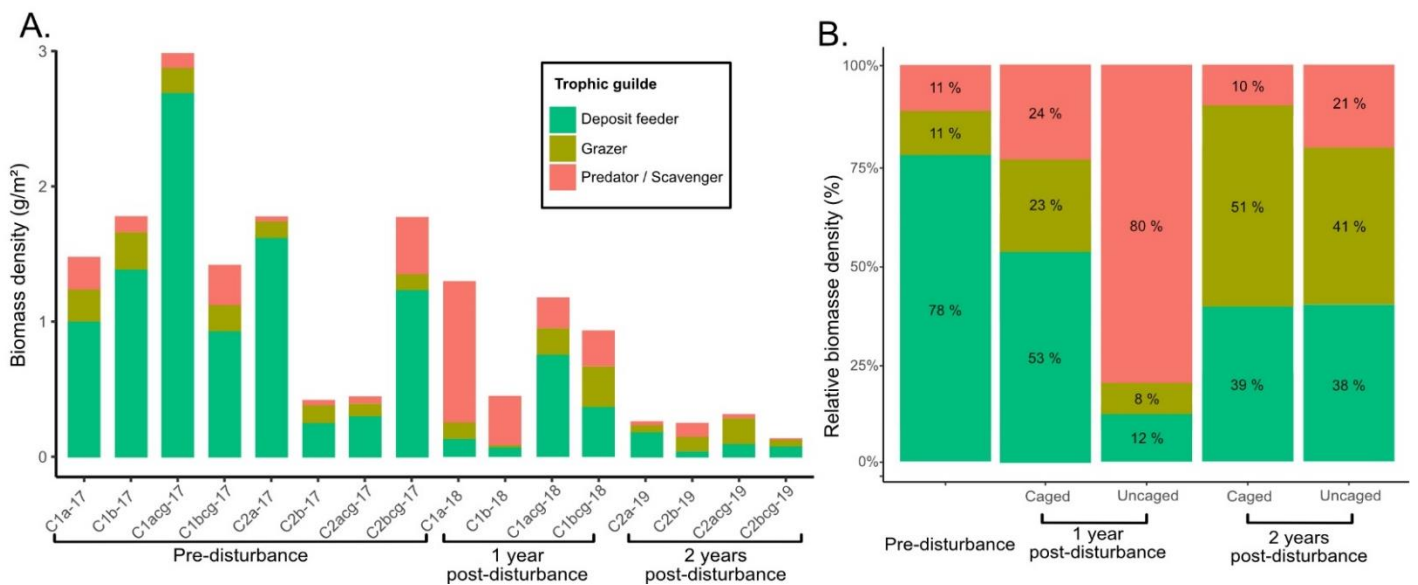 A.
Biomass density (g/m²)
3
2
1
0
Trophic guilde
Deposit feeder
Grazer
Predator / Scavenger
C1a-17
C1b-17
C1acg-17
C1bcg-17
C2a-17
C2b-17
C2acg-17
C2bcg-17
C1a-18
C1b-18
C1acg-18
C1bcg-18
C2a-19
C2b-19
C2acg-19
C2bcg-19
Pre-disturbance
1 year
post-disturbance
2 years
post-disturbance
B.
Relative biomasse density (%)
100%
75%
50%
25%
0%
11 %
11 %
78 %
24 %
23 %
53 %
80 %
8 %
12 %
10 %
51 %
39 %
21 %
41 %
38 %
Caged
Uncaged
Caged
Uncaged
Pre-disturbance
1 year
post-disturbance
2 years
post-disturbance